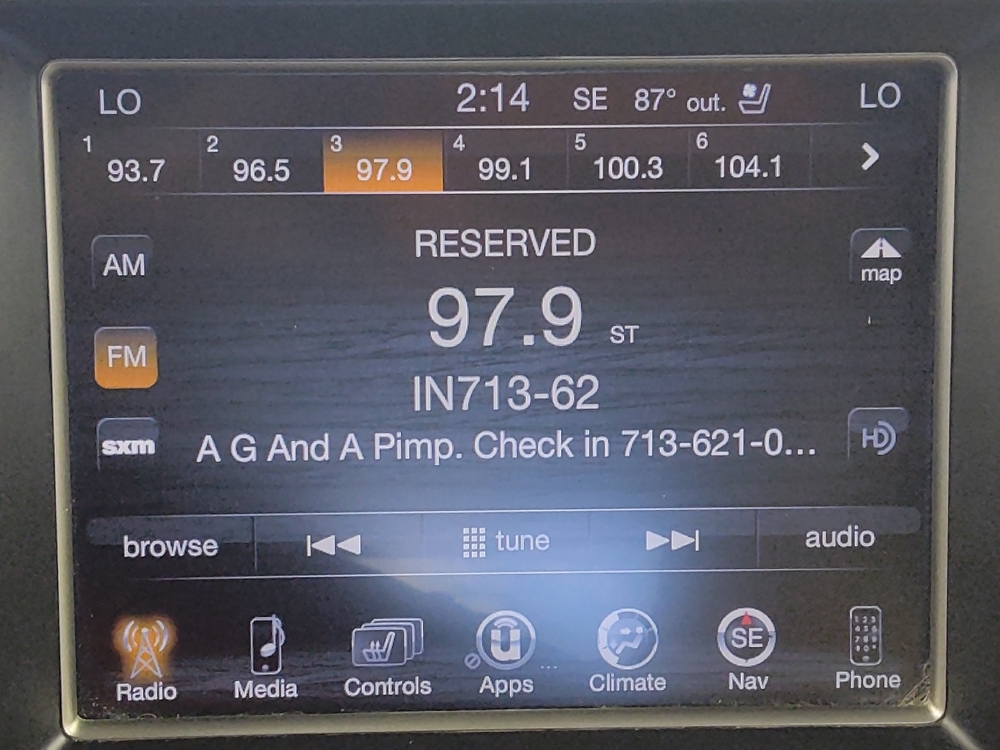 LO 2:14 SE 87° out. LO
1 93.7 2 96.5 3 97.9 4 99.1 5 100.3 6 104.1
RESERVED
AM
map
97.9 ST
FM
IN713-62
sxm
A G And A Pimp. Check in 713-621-0...
HD
browse tune audio
SE
Radio Media Controls Apps Climate Nav Phone